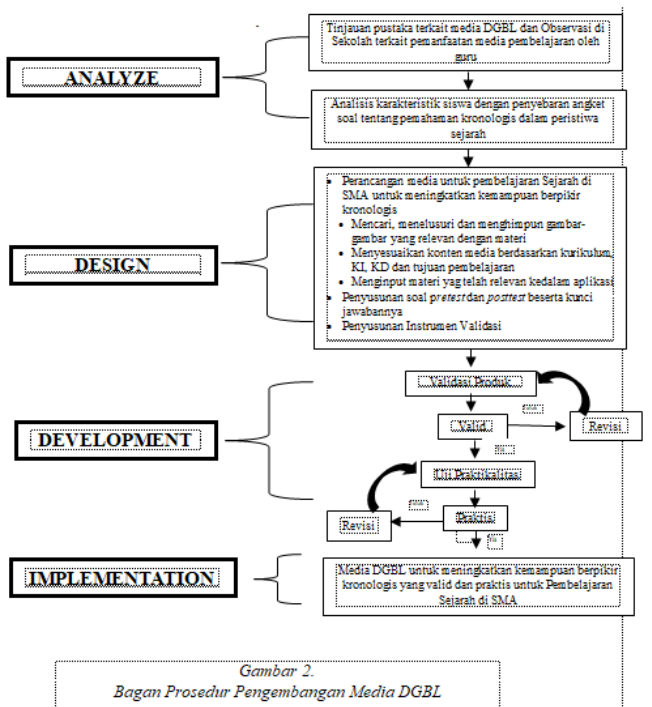 ANALYZE
Tinjauan pustaka terkait media DGBL dan Observasi di
Sekolah terkait pemanfaatan media pembelajaran oleh
guru
Analisis karakteristik siswa dengan penyebaran angket
soal tentang pemahaman kronologis dalam peristiwa
sejarah
DESIGN
Perancangan media untuk pembelajaran Sejarah di
SMA untuk meningkatkan kemampuan berpikir
kronologis
Mencari, menelusuri dan menghimpun gambar-
gambar yang relevan dengan materi
Menyesuaikan konten media berdasarkan kurikulum,
KI, KD dan tujuan pembelajaran
Menginput materi yag telah relevan kedalam aplikasi
Penyusunan soal pretest dan posttest beserta kunci
jawabannya
Penyusunan Instrumen Validasi
DEVELOPMENT
Validasi Produk
Valid
Revisi
Uji Praktikalitas
Praktis
Revisi
IMPLEMENTATION
Media DGBL untuk meningkatkan kemampuan berpikir
kronologis yang valid dan praktis untuk Pembelajaran
Sejarah di SMA
Gambar 2.
Bagan Prosedur Pengembangan Media DGBL